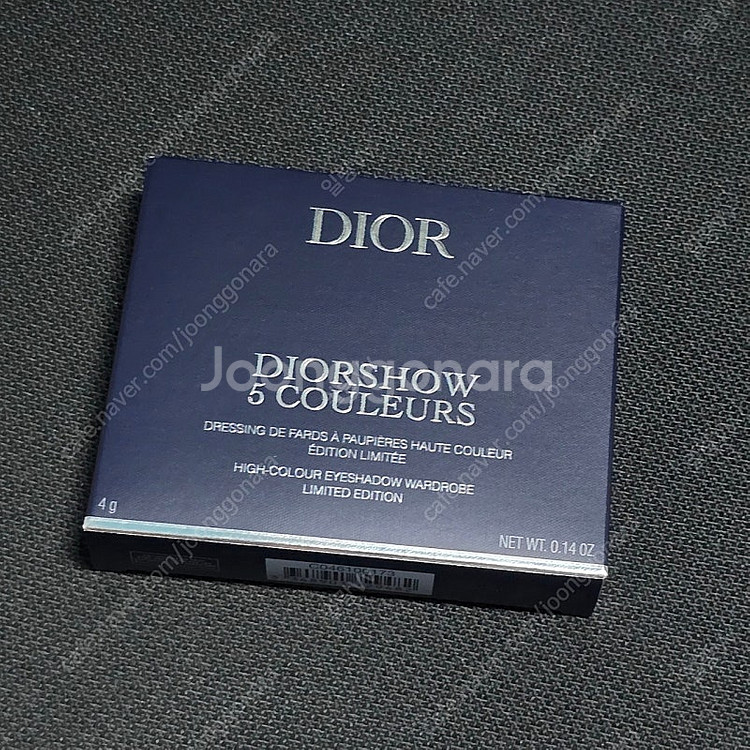 DIOR
DIORSHOW
5 COULEURS
DRESSING DE FARDS À PAUPIÈRES HAUTE COULEUR
ÉDITION LIMITÉE
HIGH-COLOUR EYESHADOW WARDROBE
LIMITED EDITION
4 g
NET WT. 0.14 OZ
Joonggonara
cafe.naver.com/joonggonara